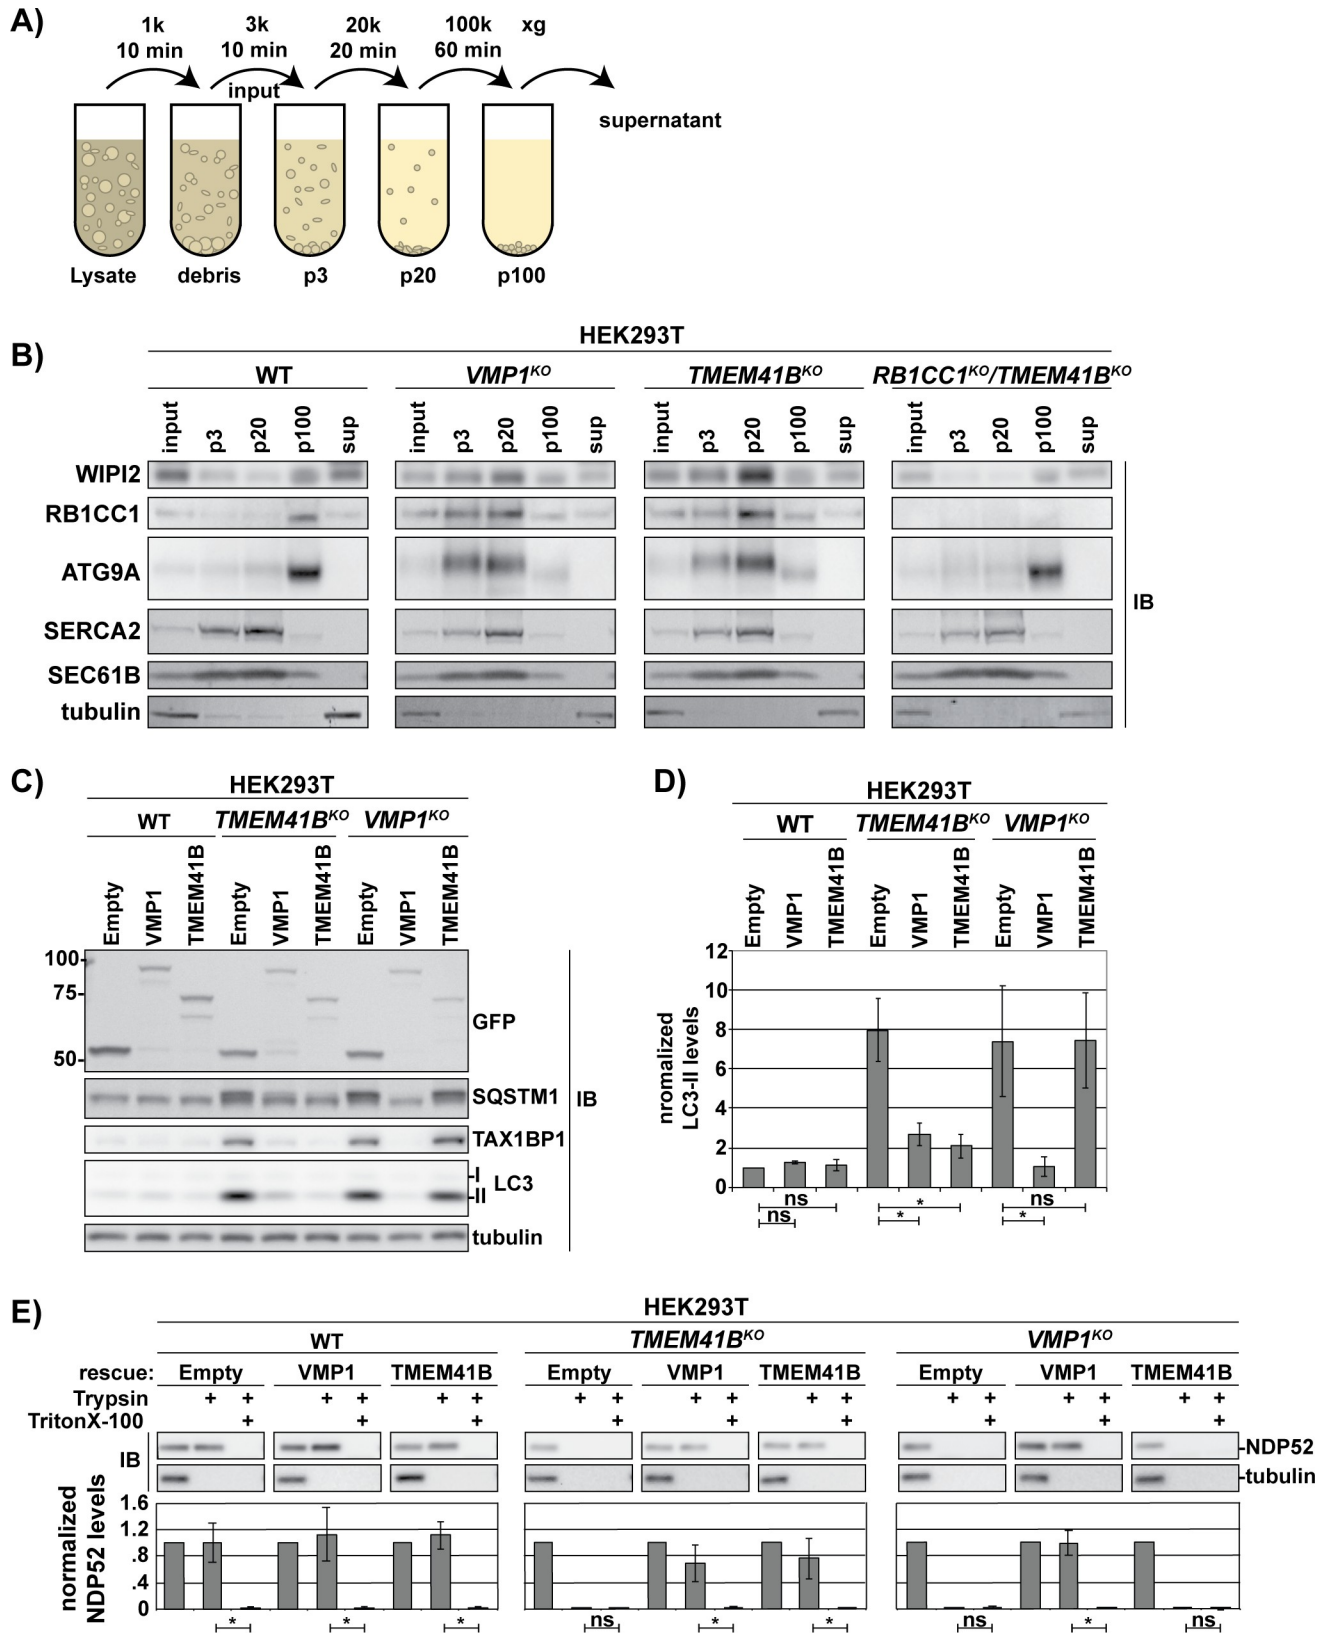 A)
1k 3k 20k 100k xg
10 min 10 min 20 min 60 min
input
supernatant
Lysate debris p3 p20 p100
B)
HEK293T
WT VMP1KO TMEM41BKO RB1CC1KO/TMEM41BKO
input p3 p20 p100 sup input p3 p20 p100 sup input p3 p20 p100 sup input p3 p20 p100 sup
WIPI2
RB1CC1
ATG9A
IB
SERCA2
SEC61B
tubulin
C)
HEK293T
WT TMEM41BKO VMP1KO
Empty VMP1 TMEM41B Empty VMP1 TMEM41B Empty VMP1 TMEM41B
100-
75-
GFP
50-
SQSTM1
IB
TAX1BP1
-I
LC3
-II
tubulin
D)
HEK293T
WT TMEM41BKO VMP1KO
Empty VMP1 TMEM41B Empty VMP1 TMEM41B Empty VMP1 TMEM41B
nromalized
LC3-II levels
12
10
8
6
4
2
0
ns * ns
ns * *
E)
HEK293T
WT TMEM41BKO VMP1KO
rescue: Empty VMP1 TMEM41B Empty VMP1 TMEM41B Empty VMP1 TMEM41B
Trypsin + + + + + + + + + + + + + + + + + +
TritonX-100 + + + + + + + + +
IB
-NDP52
-tubulin
normalized
NDP52 levels
1.6
1.2
.8
.4
0
* * * ns * * ns * ns